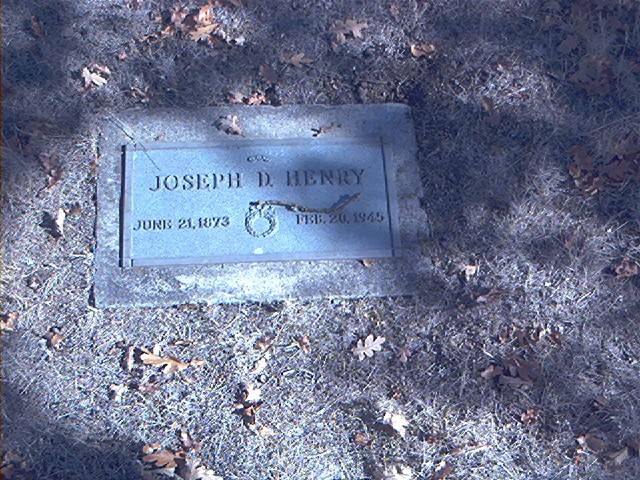 JOSEPH D. HENRY
JUNE 21, 1873 FEB. 20, 1945